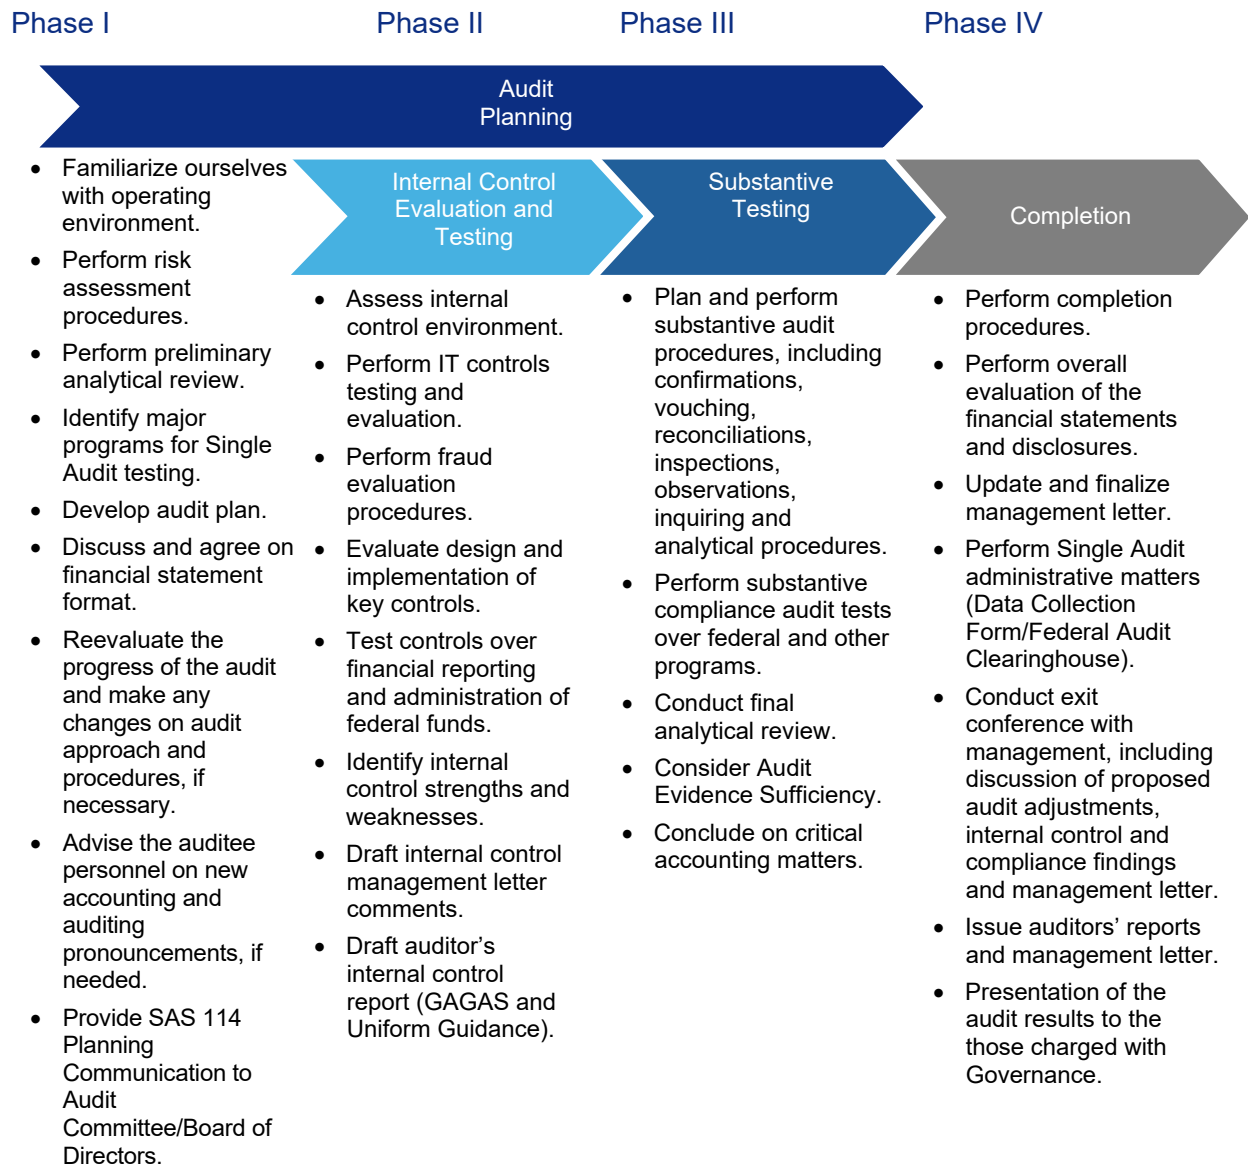 Phase I
Phase II
Phase III
Phase IV
Audit
Planning
• Familiarize ourselves
with operating
environment.
• Perform risk
assessment
procedures.
• Perform preliminary
analytical review.
• Identify major
programs for Single
Audit testing.
• Develop audit plan.
• Discuss and agree on
financial statement
format.
• Reevaluate the
progress of the audit
and make any
changes on audit
approach and
procedures, if
necessary.
• Advise the auditee
personnel on new
accounting and
auditing
pronouncements, if
needed.
• Provide SAS 114
Planning
Communication to
Audit
Committee/Board of
Directors.
Internal Control
Evaluation and
Testing
• Assess internal
control environment.
• Perform IT controls
testing and
evaluation.
• Perform fraud
evaluation
procedures.
• Evaluate design and
implementation of
key controls.
• Test controls over
financial reporting
and administration of
federal funds.
• Identify internal
control strengths and
weaknesses.
• Draft internal control
management letter
comments.
• Draft auditor’s
internal control
report (GAGAS and
Uniform Guidance).
Substantive
Testing
• Plan and perform
substantive audit
procedures, including
confirmations,
vouching,
reconciliations,
inspections,
observations,
inquiring and
analytical procedures.
• Perform substantive
compliance audit tests
over federal and other
programs.
• Conduct final
analytical review.
• Consider Audit
Evidence Sufficiency.
• Conclude on critical
accounting matters.
Completion
• Perform completion
procedures.
• Perform overall
evaluation of the
financial statements
and disclosures.
• Update and finalize
management letter.
• Perform Single Audit
administrative matters
(Data Collection
Form/Federal Audit
Clearinghouse).
• Conduct exit
conference with
management, including
discussion of proposed
audit adjustments,
internal control and
compliance findings
and management letter.
• Issue auditors’ reports
and management letter.
• Presentation of the
audit results to the
those charged with
Governance.